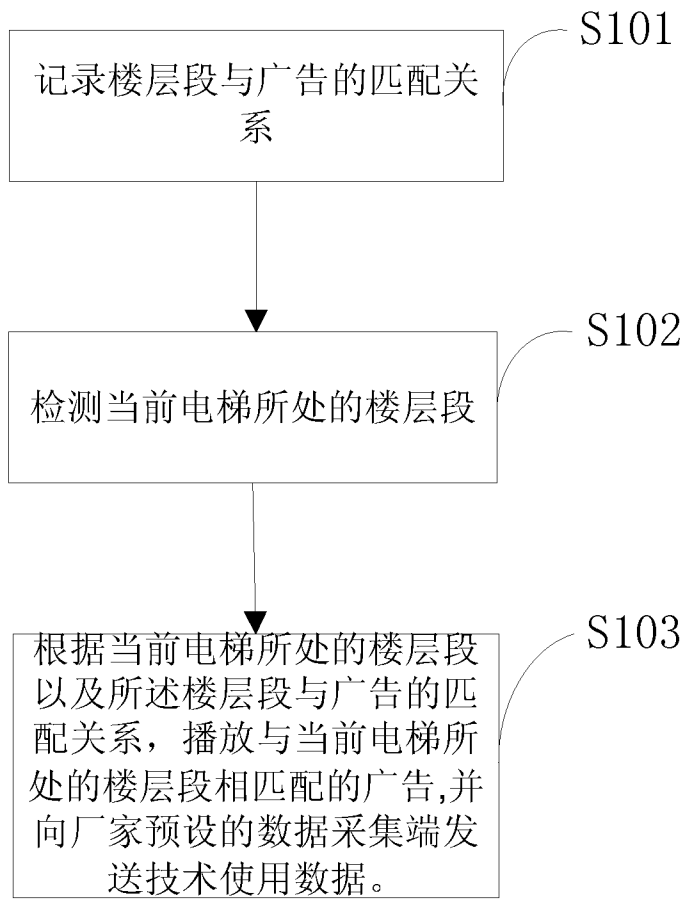 S101
记录楼层段与广告的匹配关
系
S102
检测当前电梯所处的楼层段
S103
根据当前电梯所处的楼层段
以及所述楼层段与广告的匹
配关系，播放与当前电梯所
处的楼层段相匹配的广告,并
向厂家预设的数据采集端发
送技术使用数据。